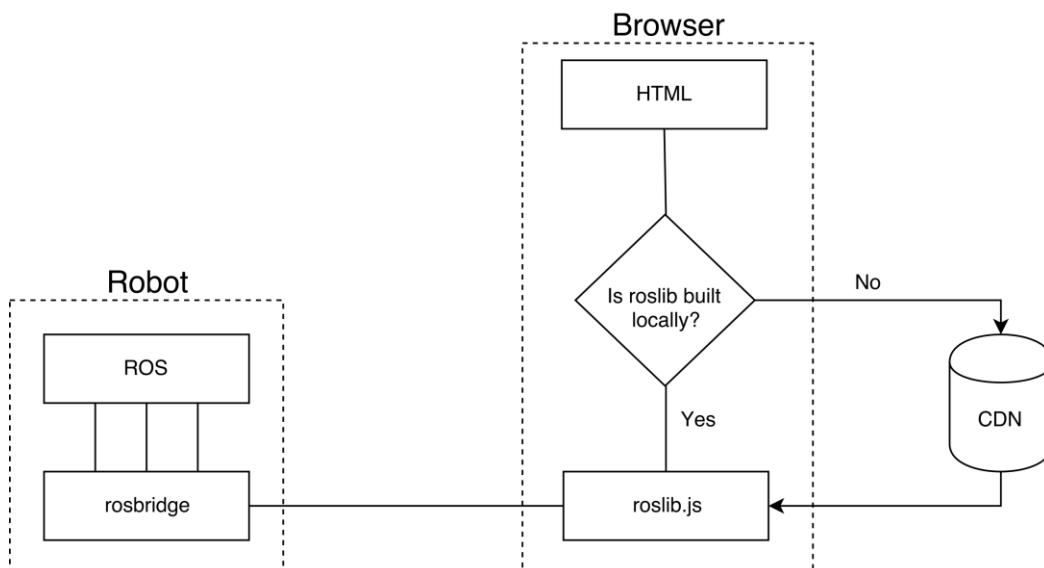 Browser
HTML
Robot
Is roslib built
locally?
No
ROS
CDN
Yes
rosbridge
roslib.js